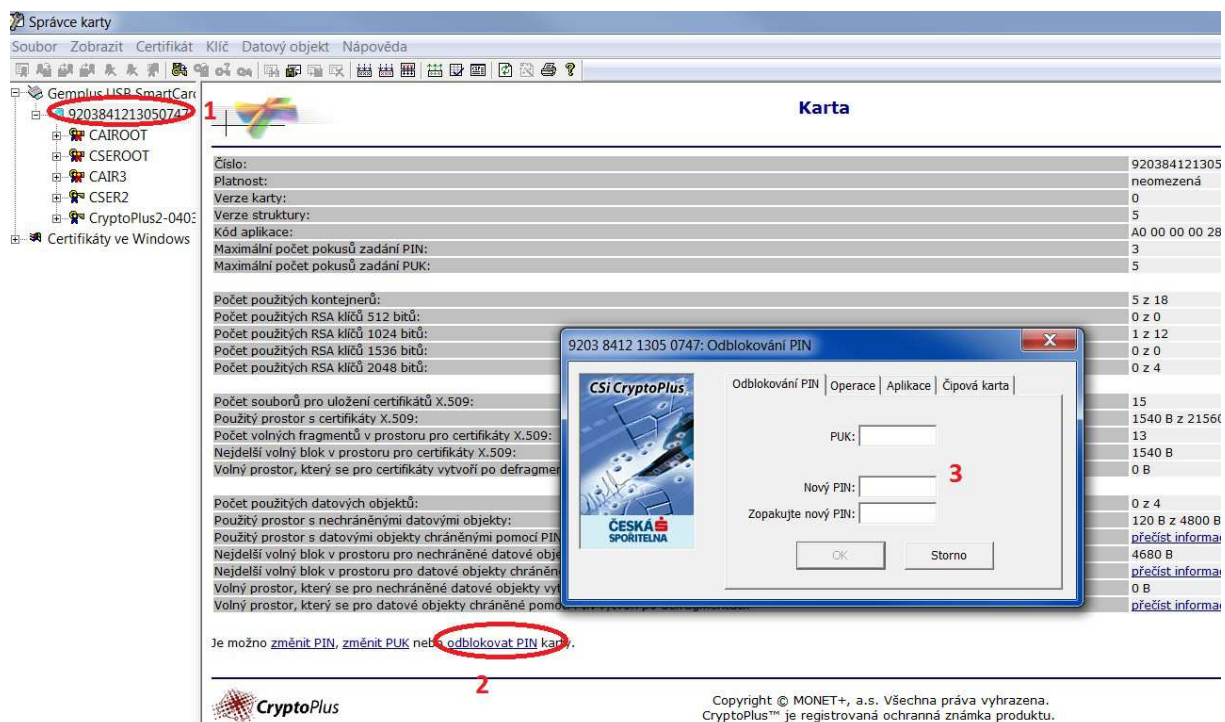 Správce karty
Soubor Zobrazit Certifikát Klíč Datový objekt Nápověda
Gemplus USB SmartCard
9203841213050747
CAIROOT
CSEROOT
CAIR3
CSER2
CryptoPlus2-0403
Certifikáty ve Windows
1
Karta
Číslo: 920384121305
Platnost: neomezená
Verze karty: 0
Verze struktury: 5
Kód aplikace: A0 00 00 00 28
Maximální počet pokusů zadání PIN: 3
Maximální počet pokusů zadání PUK: 5
Počet použitých kontejnerů: 5 z 18
Počet použitých RSA klíčů 512 bitů: 0 z 0
Počet použitých RSA klíčů 1024 bitů: 1 z 12
Počet použitých RSA klíčů 1536 bitů: 0 z 0
Počet použitých RSA klíčů 2048 bitů: 0 z 4
Počet souborů pro uložení certifikátů X.509: 15
Použitý prostor s certifikáty X.509: 1540 B z 21560
Počet volných fragmentů v prostoru pro certifikáty X.509: 13
Nejdelší volný blok v prostoru pro certifikáty X.509: 1540 B
Volný prostor, který se pro certifikáty vytvoří po defragmen 0 B
Počet použitých datových objektů: 0 z 4
Použitý prostor s nechráněnými datovými objekty: 120 B z 4800 B
Použitý prostor s datovými objekty chráněnými pomocí PIN přečíst informac
Nejdelší volný blok v prostoru pro nechráněné datové obje 4680 B
Nejdelší volný blok v prostoru pro datové objekty chráněn přečíst informac
Volný prostor, který se pro nechráněné datové objekty vyt 0 B
Volný prostor, který se pro datové objekty chráněné přečíst informac
9203 8412 1305 0747: Odblokování PIN
CSi CryptoPlus
ČESKÁ
SPOŘITELNA
Odblokování PIN Operace Aplikace Čipová karta
PUK:
Nový PIN:
3
Zopakujte nový PIN:
OK Storno
Je možno změnit PIN, změnit PUK nebo odblokovat PIN karty.
2
CryptoPlus
Copyright © MONET+, a.s. Všechna práva vyhrazena.
CryptoPlus™ je registrovaná ochranná známka produktu.